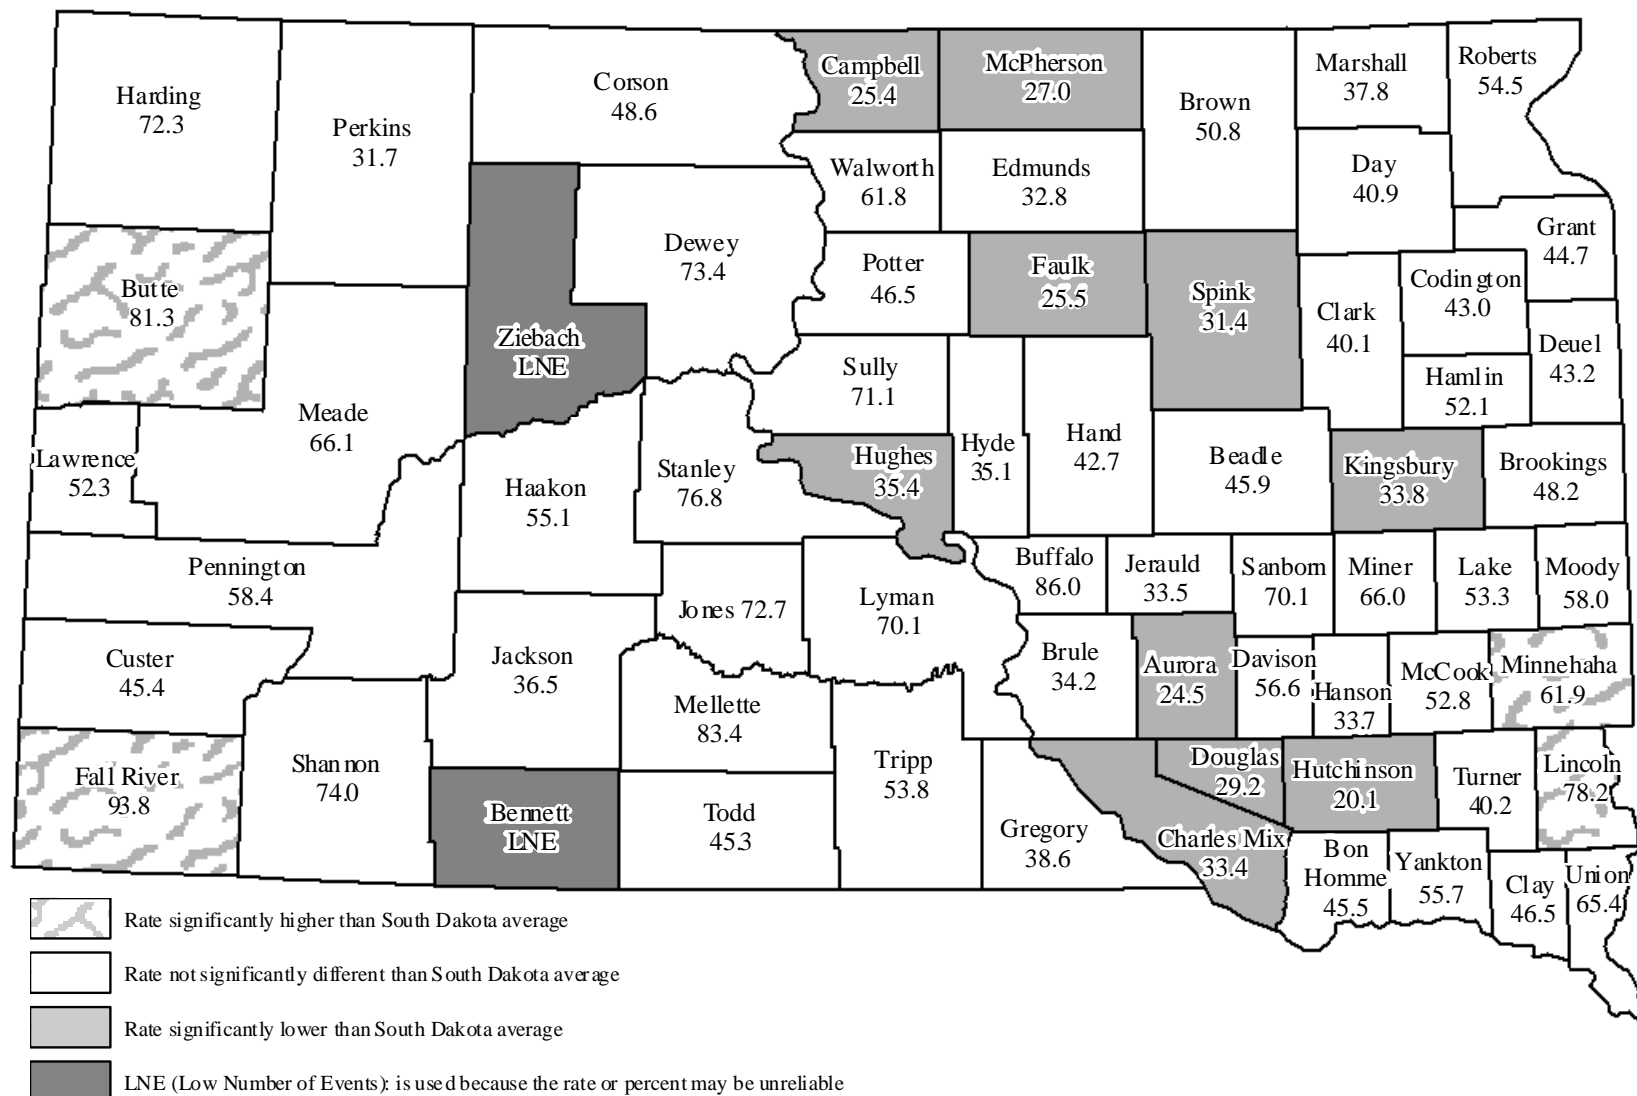 Harding
72.3
Perkins
31.7
Corson
48.6
Campbell
25.4
McPherson
27.0
Brown
50.8
Marshall
37.8
Roberts
54.5
Walworth
61.8
Edmunds
32.8
Day
40.9
Grant
44.7
Butte
81.3
Dewey
73.4
Potter
46.5
Faulk
25.5
Spink
31.4
Clark
40.1
Codington
43.0
Deuel
43.2
Ziebach
LNE
Sully
71.1
Hamlin
52.1
Meade
66.1
Lawrence
52.3
Haakon
55.1
Stanley
76.8
Hughes
35.4
Hyde
35.1
Hand
42.7
Beadle
45.9
Kingsbury
33.8
Brookings
48.2
Pennington
58.4
Jones 72.7
Lyman
70.1
Buffalo
86.0
Jerauld
33.5
Sanborn
70.1
Miner
66.0
Lake
53.3
Moody
58.0
Custer
45.4
Jackson
36.5
Mellette
83.4
Brule
34.2
Aurora
24.5
Davison
56.6
Hanson
33.7
McCook
52.8
Minnehaha
61.9
Fall River
93.8
Shannon
74.0
Bennett
LNE
Todd
45.3
Tripp
53.8
Gregory
38.6
Douglas
29.2
Charles Mix
33.4
Hutchinson
20.1
Turner
40.2
Lincoln
78.2
Bon
Homme
45.5
Yankton
55.7
Clay
46.5
Union
65.4
Rate significantly higher than South Dakota average
Rate not significantly different than South Dakota average
Rate significantly lower than South Dakota average
LNE (Low Number of Events): is used because the rate or percent may be unreliable